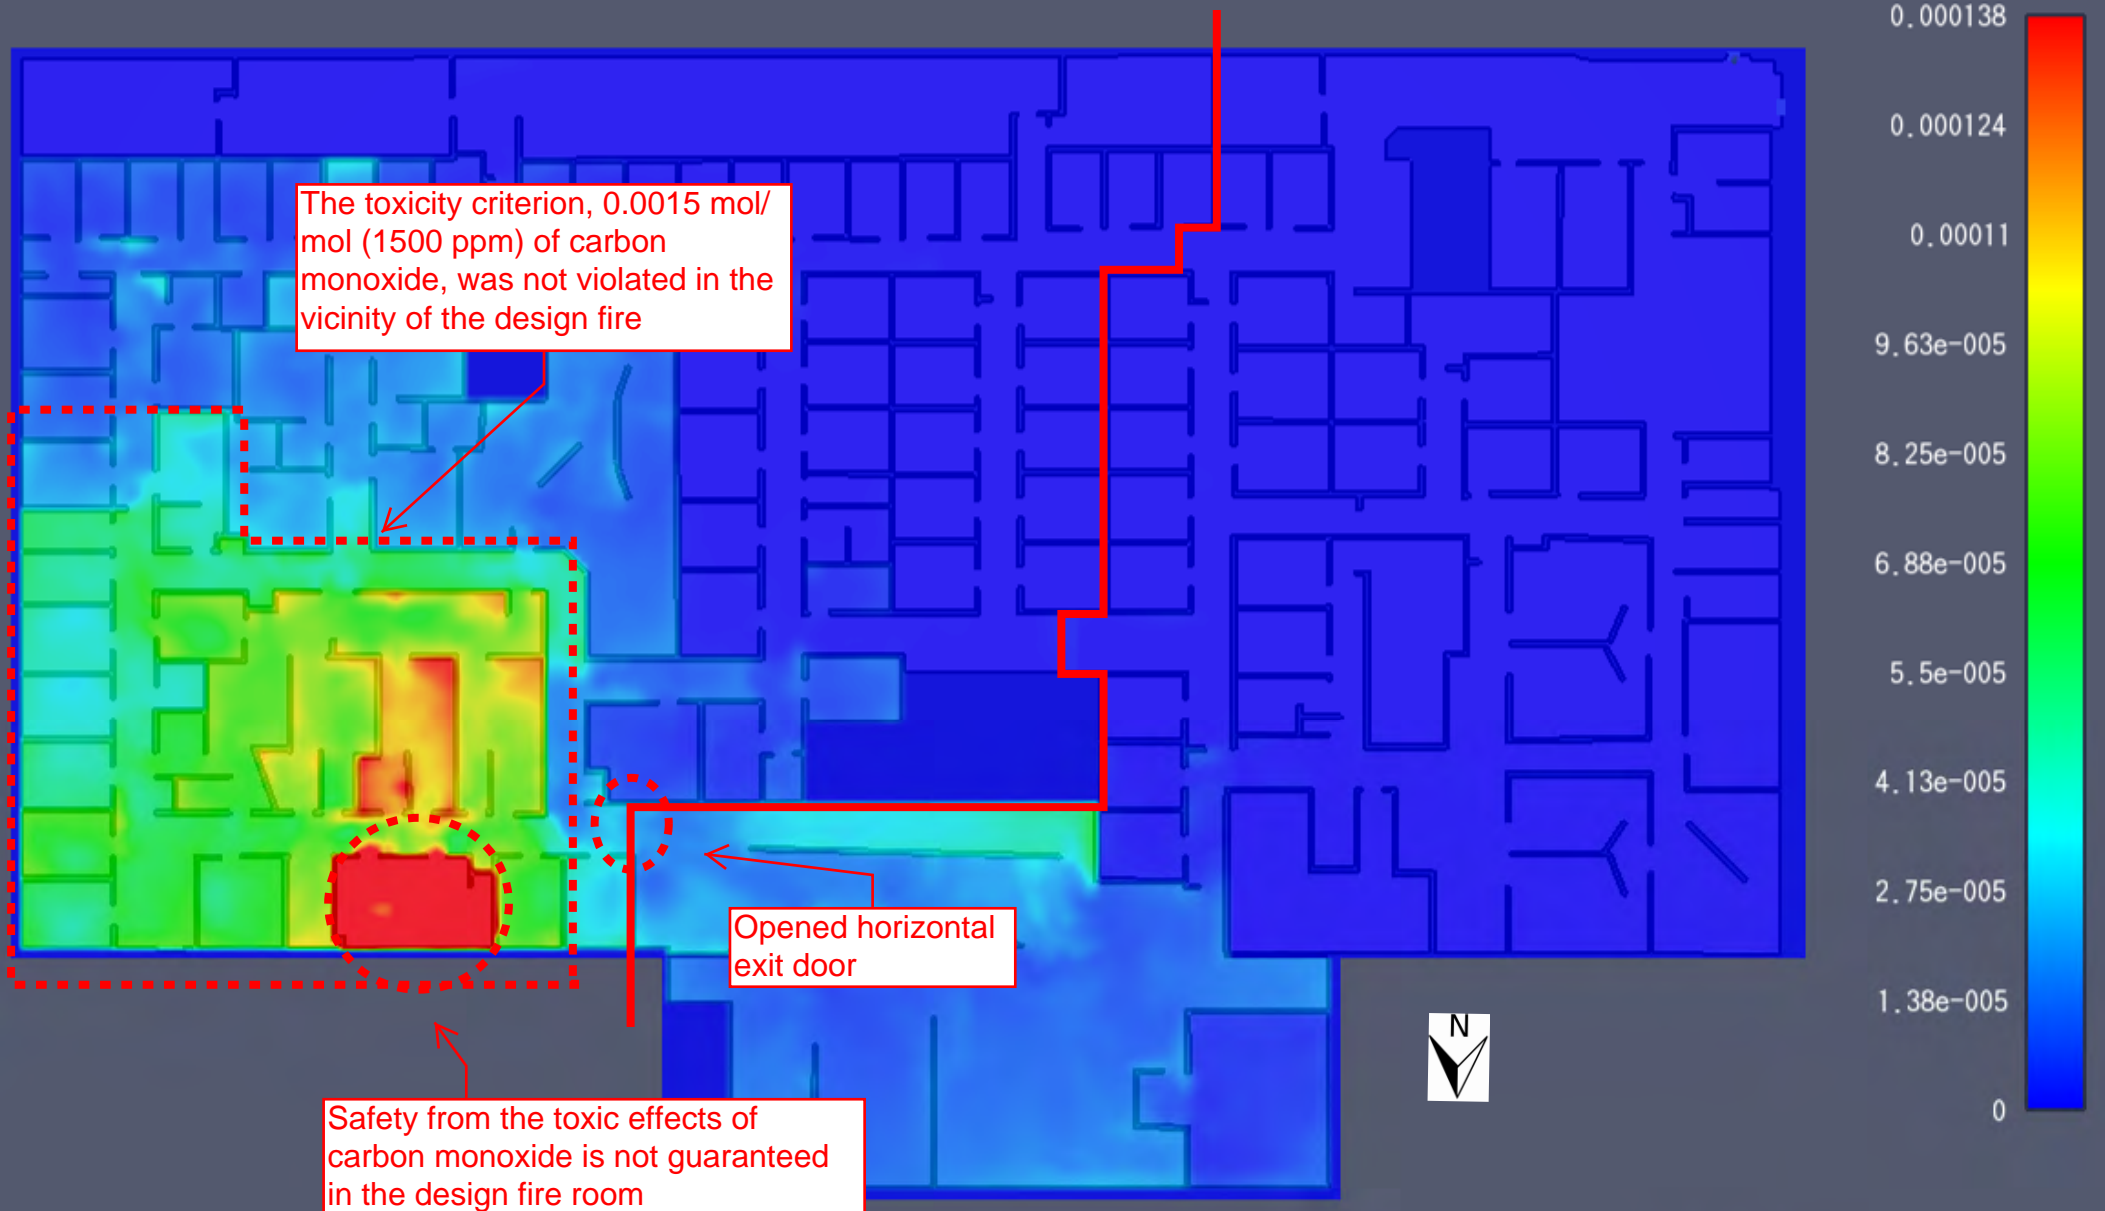 0.000138
0.000124
0.00011
9.63e-005
8.25e-005
6.88e-005
5.5e-005
4.13e-005
2.75e-005
1.38e-005
0
The toxicity criterion, 0.0015 mol/
mol (1500 ppm) of carbon
monoxide, was not violated in the
vicinity of the design fire
Opened horizontal
exit door
N
Safety from the toxic effects of
carbon monoxide is not guaranteed
in the design fire room